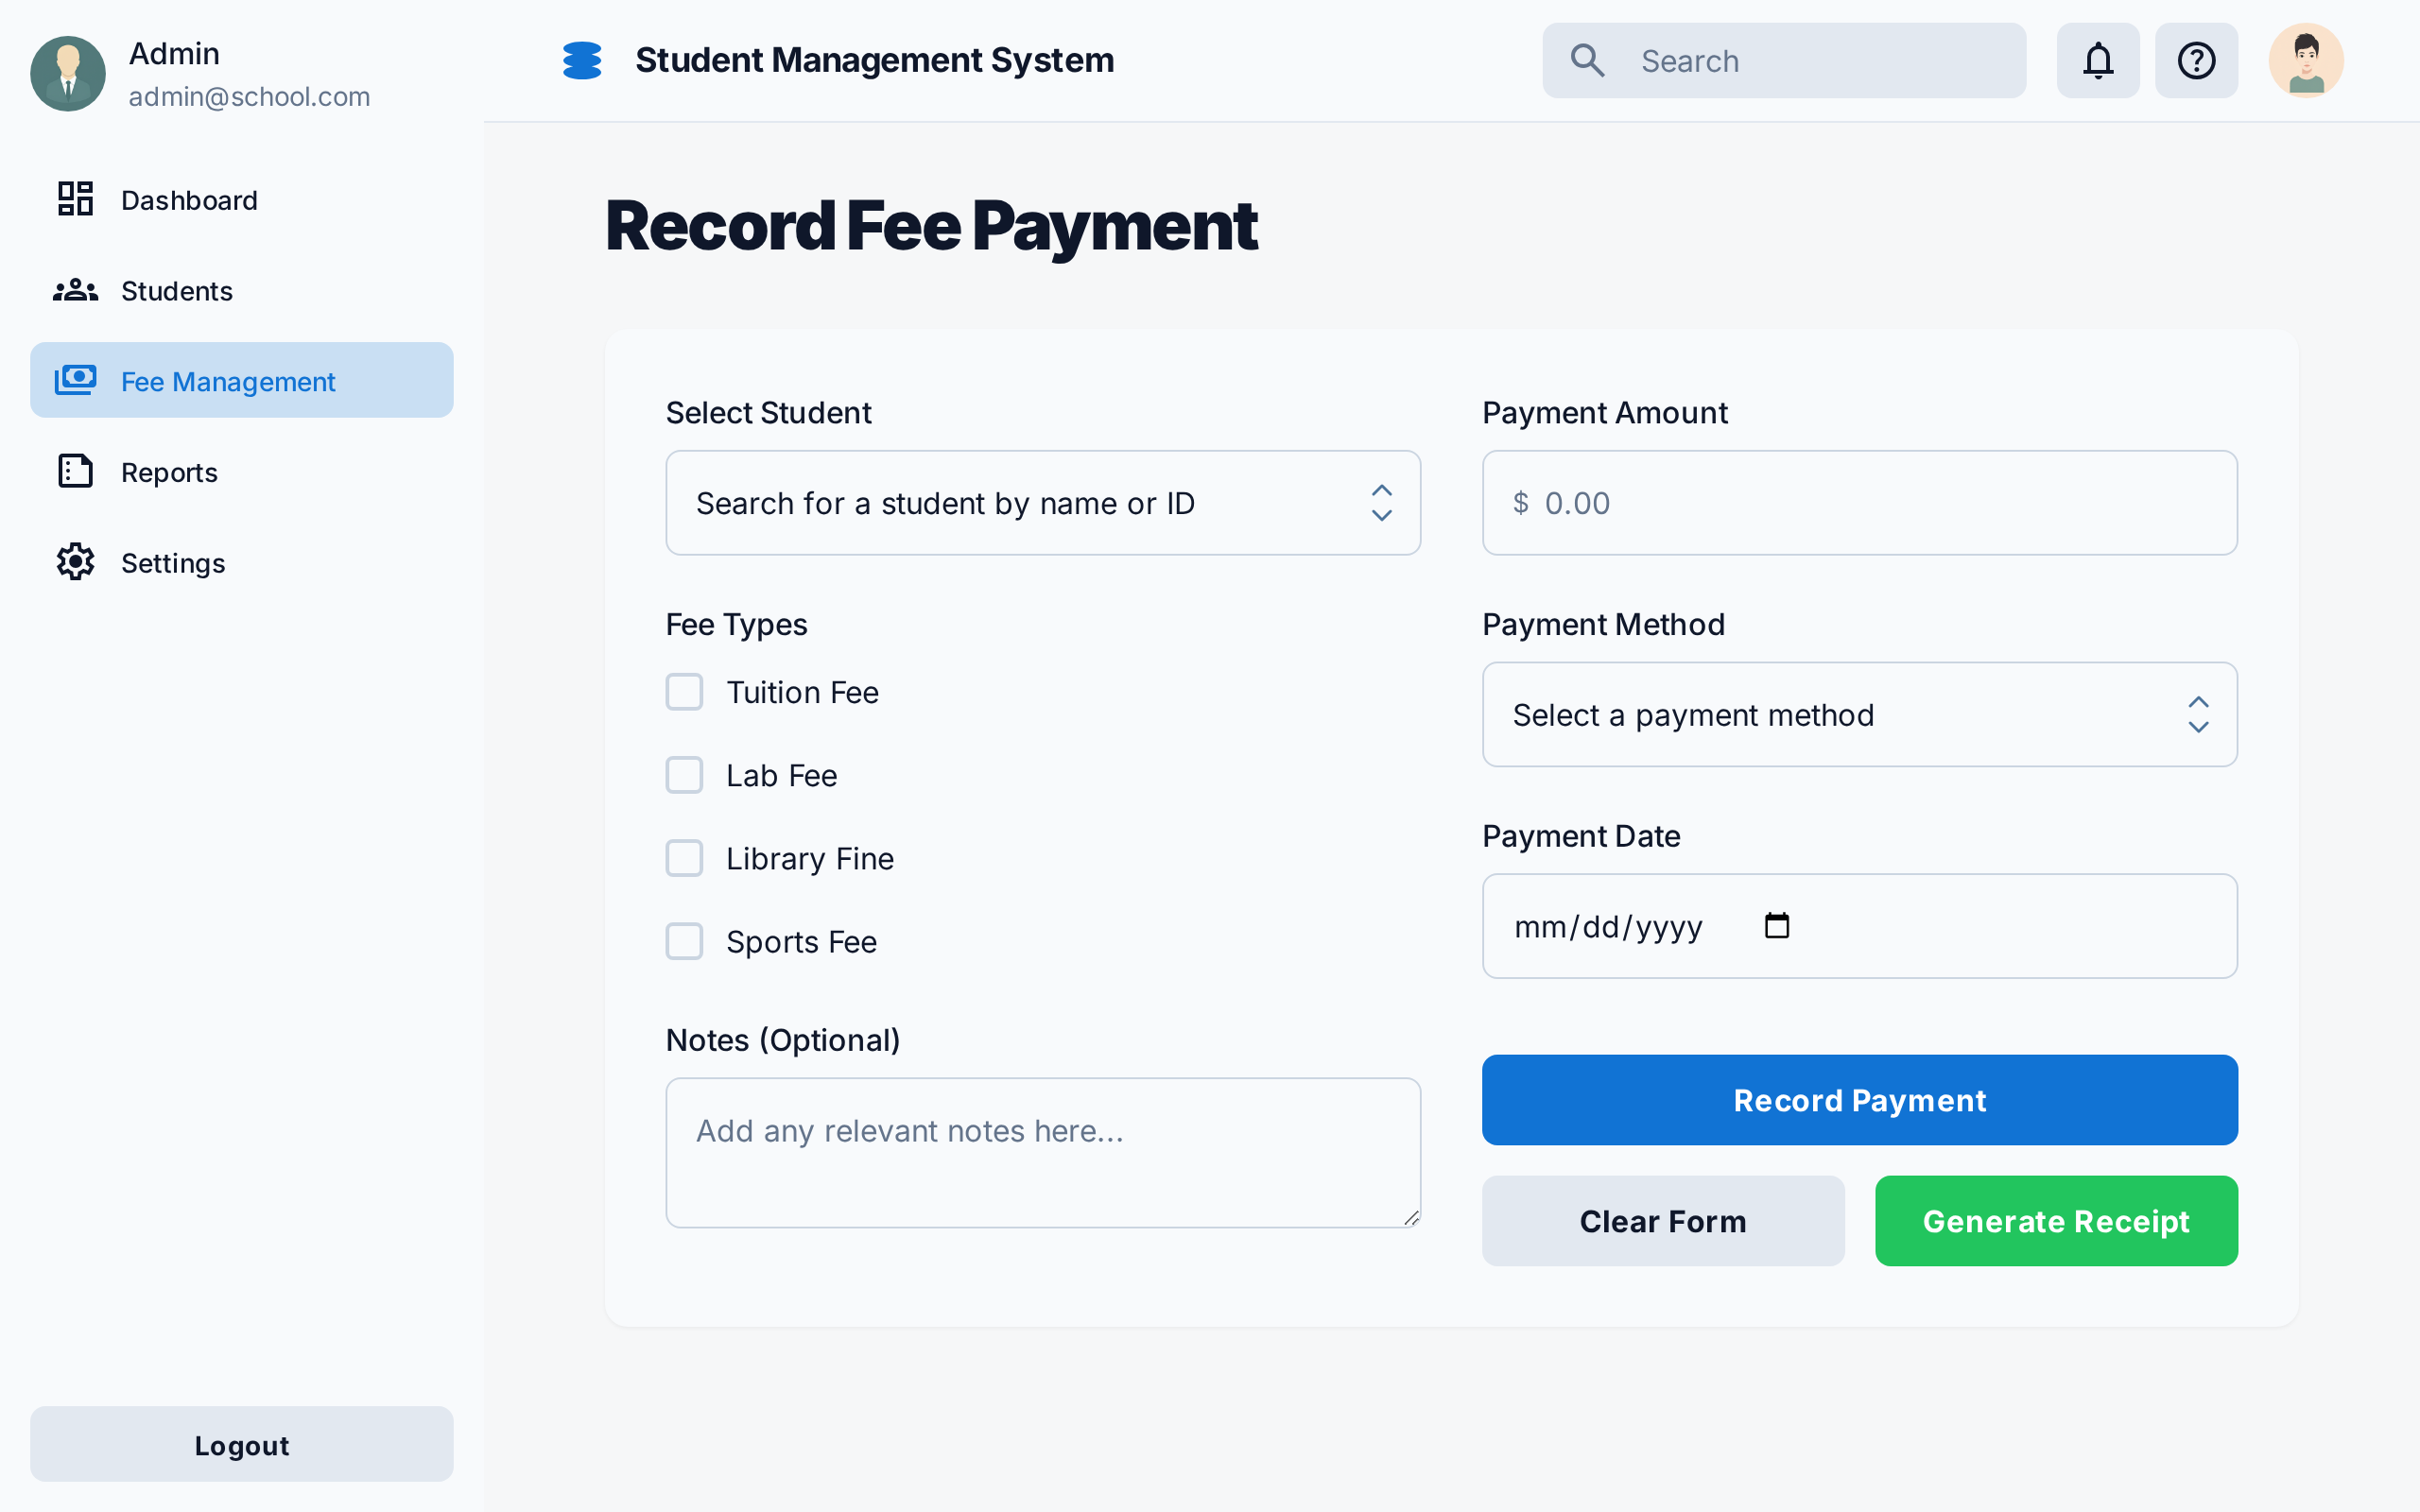 Admin
admin@school.com
Dashboard
Students
Fee Management
Reports
Settings
Logout
Student Management System
Search
Record Fee Payment
Select Student
Search for a student by name or ID
Fee Types
Tuition Fee
Lab Fee
Library Fine
Sports Fee
Notes (Optional)
Add any relevant notes here...
Payment Amount
$ 0.00
Payment Method
Select a payment method
Payment Date
mm/dd/yyyy
Record Payment
Clear Form
Generate Receipt